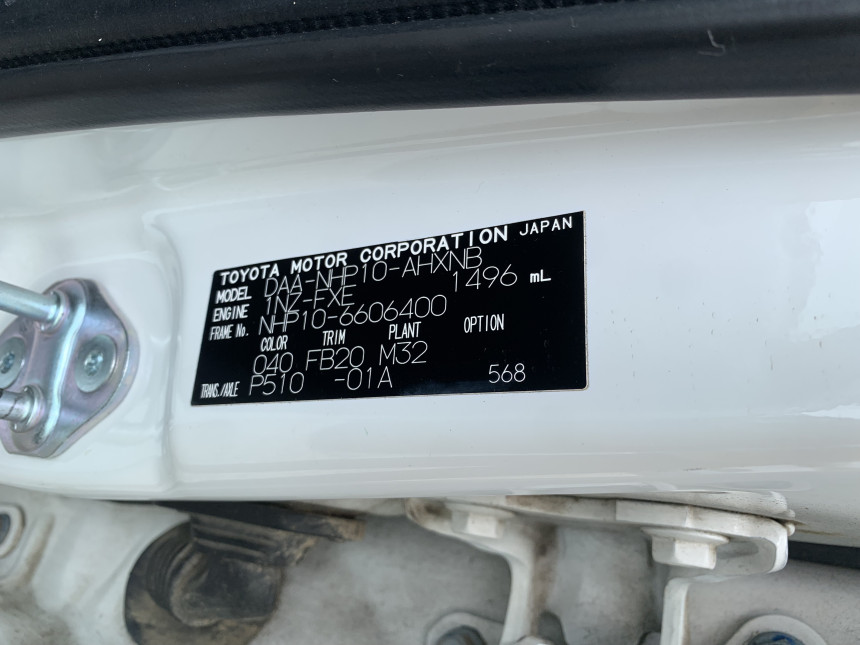 TOYOTA MOTOR CORPORATION JAPAN
MODEL DAA-NHP10-AHXNB
ENGINE 1NZ-FXE 1496 mL
FRAME No. NHP10-6606400
COLOR TRIM PLANT OPTION
040 FB20 M32
TRANS./AXLE P510 -01A 568